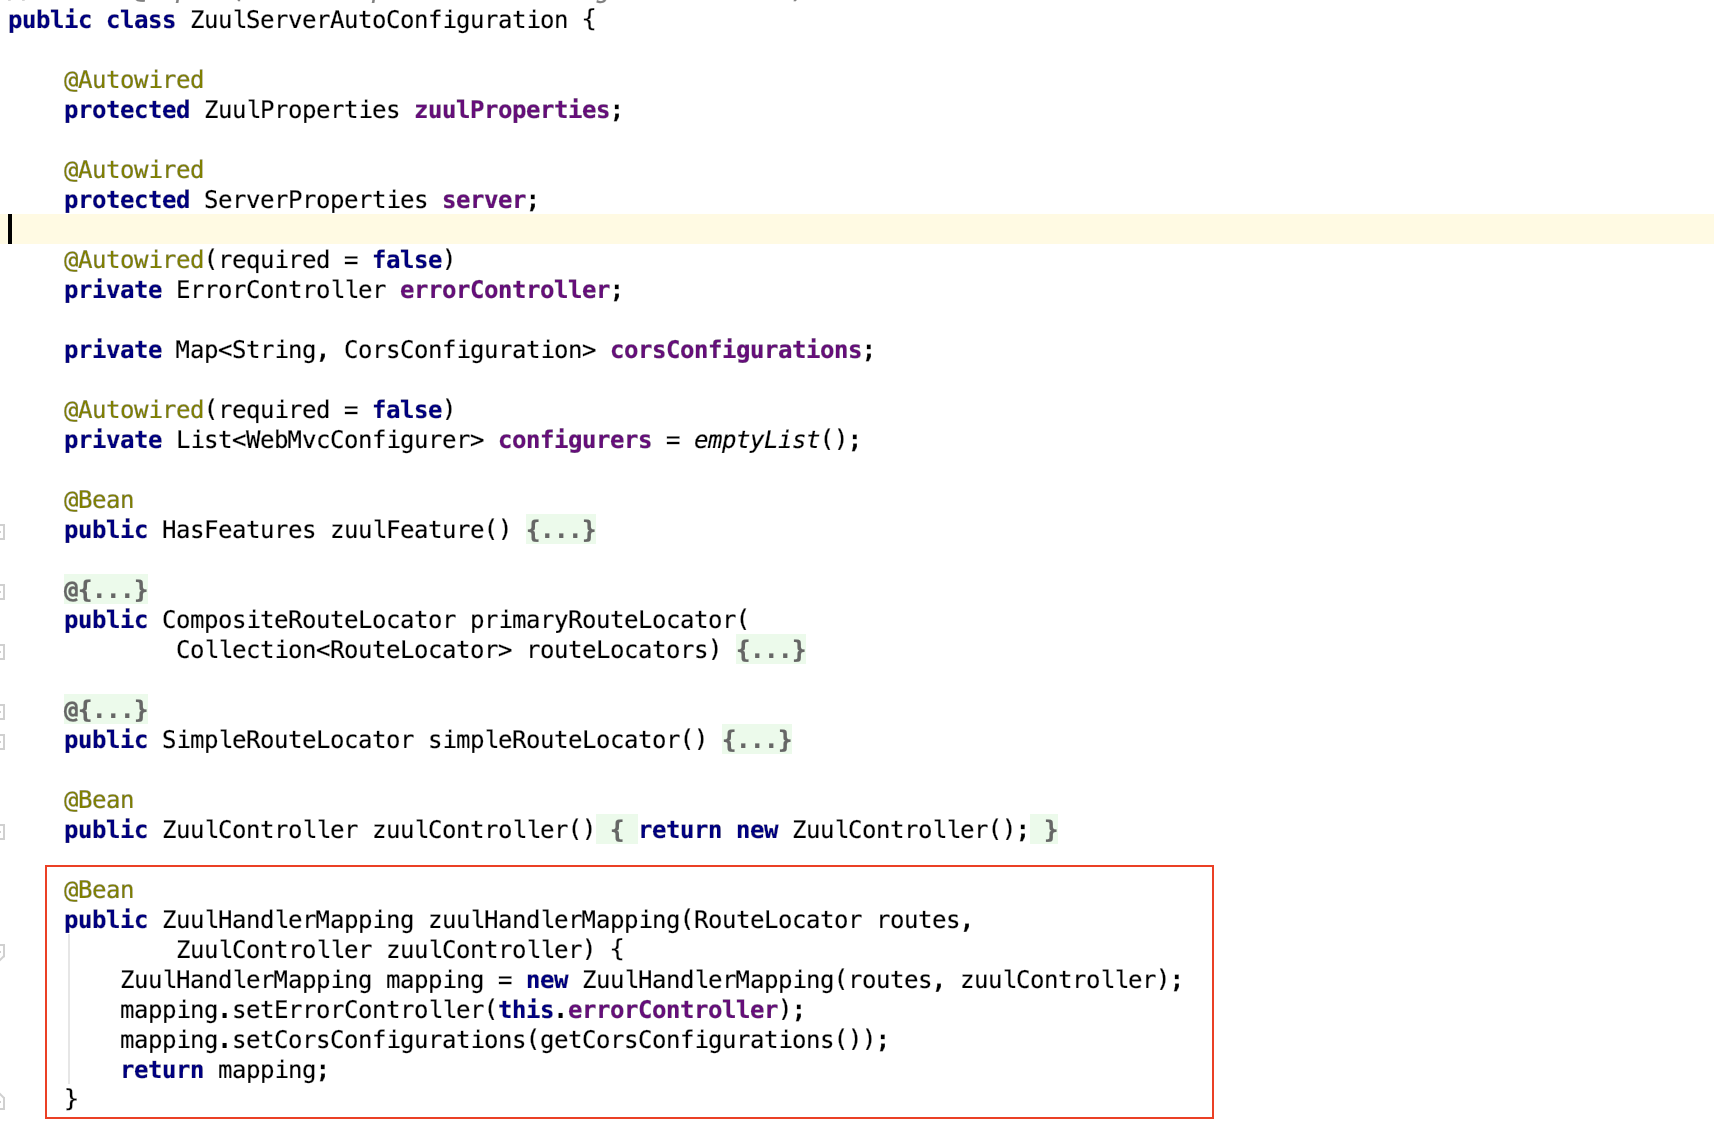 public class ZuulServerAutoConfiguration {
@Autowired
protected ZuulProperties zuulProperties;
@Autowired
protected ServerProperties server;
@Autowired(required = false)
private ErrorController errorController;
private Map<String, CorsConfiguration> corsConfigurations;
@Autowired(required = false)
private List<WebMvcConfigurer> configurers = emptyList();
@Bean
public HasFeatures zuulFeature() {...}
@{...}
public CompositeRouteLocator primaryRouteLocator(
Collection<RouteLocator> routeLocators) {...}
@{...}
public SimpleRouteLocator simpleRouteLocator() {...}
@Bean
public ZuulController zuulController() { return new ZuulController(); }
@Bean
public ZuulHandlerMapping zuulHandlerMapping(RouteLocator routes,
ZuulController zuulController) {
ZuulHandlerMapping mapping = new ZuulHandlerMapping(routes, zuulController);
mapping.setErrorController(this.errorController);
mapping.setCorsConfigurations(getCorsConfigurations());
return mapping;
}